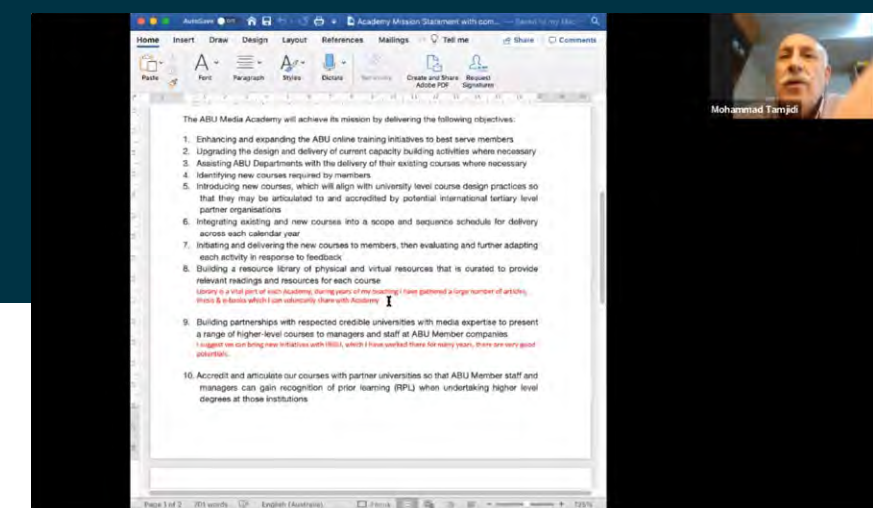 AutoSave
Academy Mission Statement with com... — Saved to my Mac
Home Insert Draw Design Layout References Mailings Tell me Share Comments
Paste Font Paragraph Styles Dictate Create and Share Adobe PDF Request Signatures
Mohammad Tamjidi
The ABU Media Academy will achieve its mission by delivering the following objectives:
1. Enhancing and expanding the ABU online training initiatives to best serve members
2. Upgrading the design and delivery of current capacity building activities where necessary
3. Assisting ABU Departments with the delivery of their existing courses where necessary
4. Identifying new courses required by members
5. Introducing new courses, which will align with university level course design practices so
that they may be articulated to and accredited by potential international tertiary level
partner organisations
6. Integrating existing and new courses into a scope and sequence schedule for delivery
across each calendar year
7. Initiating and delivering the new courses to members, then evaluating and further adapting
each activity in response to feedback
8. Building a resource library of physical and virtual resources that is curated to provide
relevant readings and resources for each course
Library is a vital part of each Academy, during years of my teaching I have gathered a large number of articles,
thesis & e-books which I can voluntarily share with Academy
9. Building partnerships with respected credible universities with media expertise to present
a range of higher-level courses to managers and staff at ABU Member companies
I suggest we can bring new initiatives with IRIBU, which I have worked there for many years, there are very good
potentials.
10. Accredit and articulate our courses with partner universities so that ABU Member staff and
managers can gain recognition of prior learning (RPL) when undertaking higher level
degrees at those institutions
Page 1 of 2 701 words English (Australia) Focus